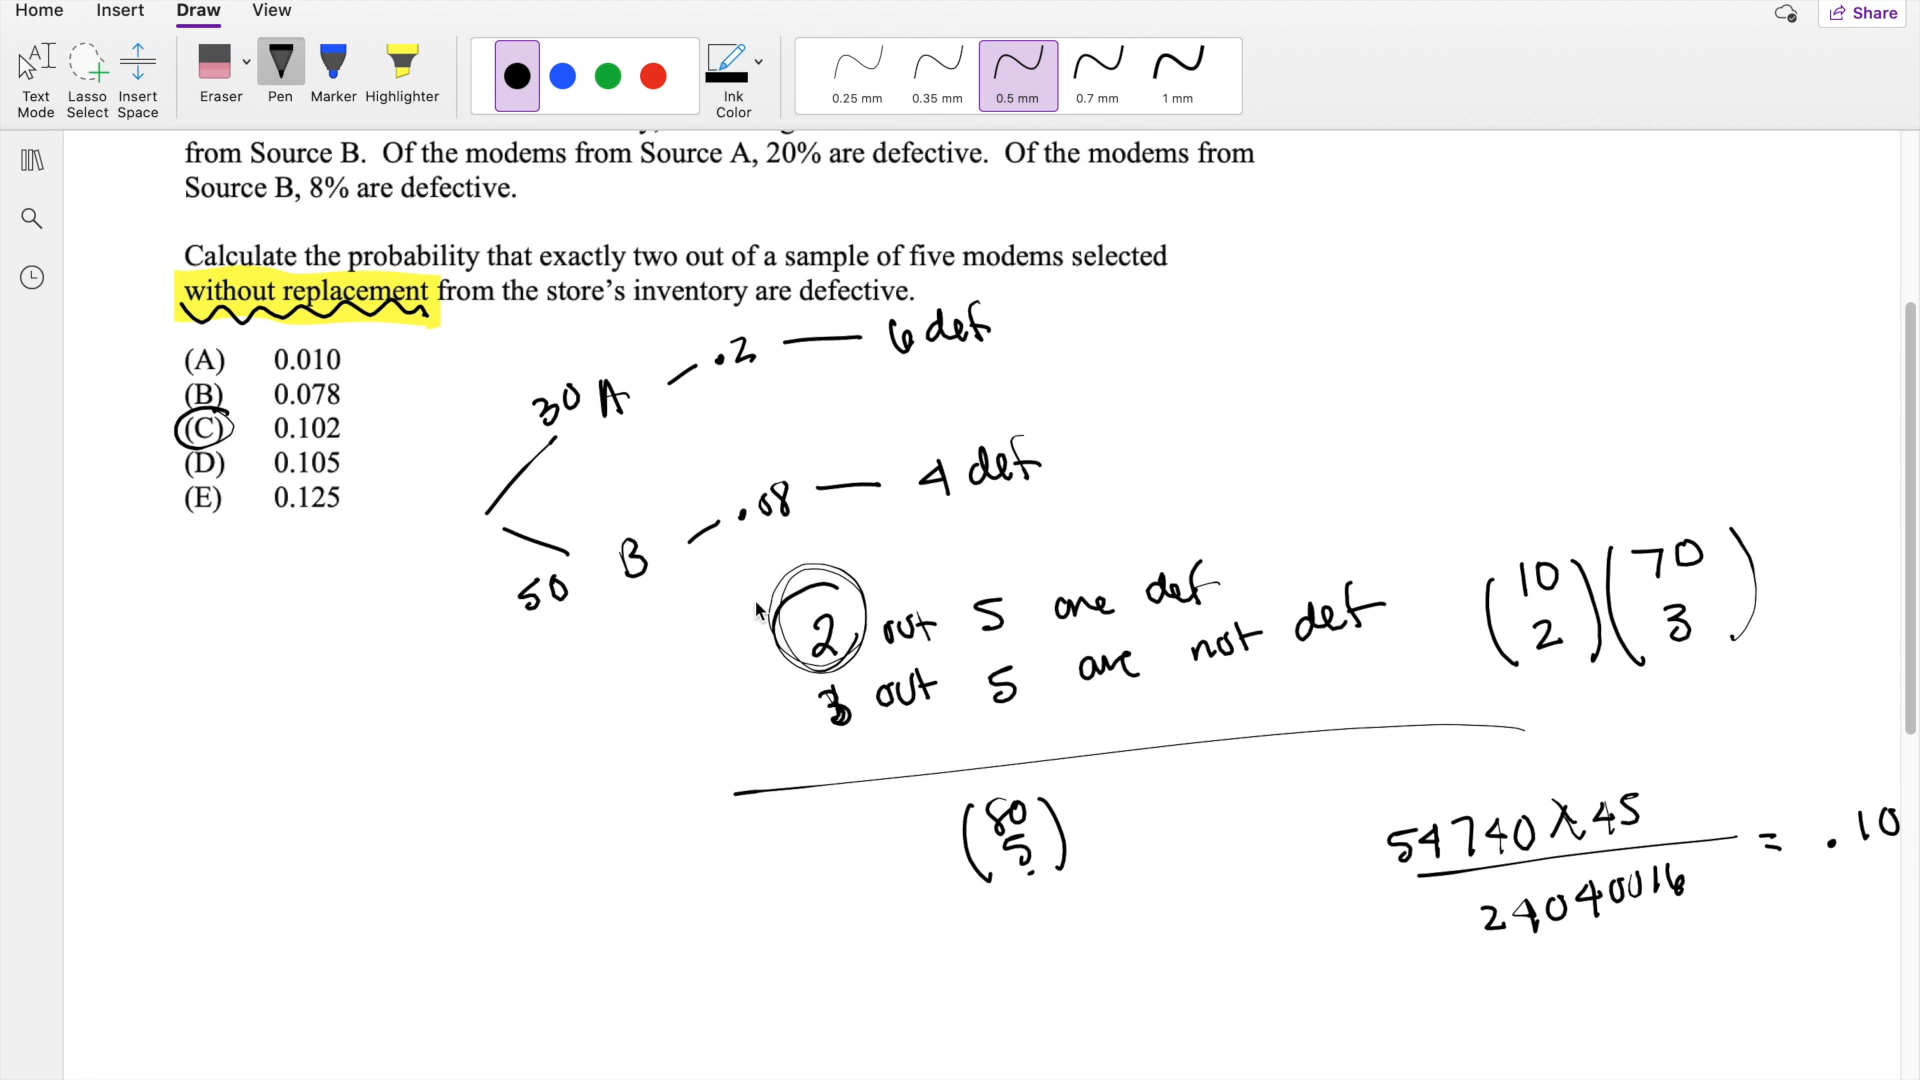 Home Insert Draw View
Share
Text Mode
Lasso Select
Insert Space
Eraser
Pen
Marker
Highlighter
Ink Color
0.25 mm
0.35 mm
0.5 mm
0.7 mm
1 mm
from Source B. Of the modems from Source A, 20% are defective. Of the modems from
Source B, 8% are defective.
Calculate the probability that exactly two out of a sample of five modems selected
without replacement from the store's inventory are defective.
(A) 0.010
(B) 0.078
(C) 0.102
(D) 0.105
(E) 0.125
30 A — .2 — 6 def
50 B — .08 — 4 def
2 out 5 are def
3 out 5 are not def
(10 2)(70 3)
(80 5)
54740 X 45
= .10
24040016